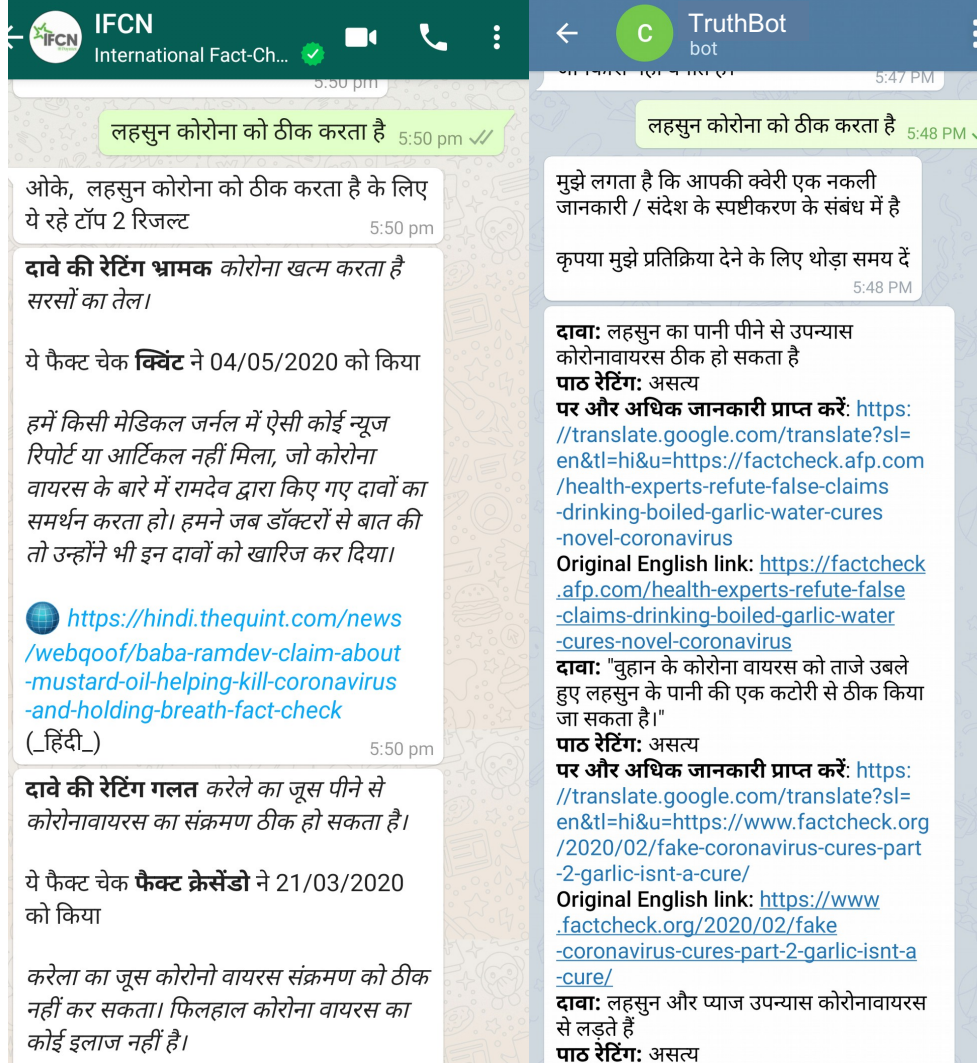 IFCN
IFCN
International Fact-Ch...
5:50 pm
लहसुन कोरोना को ठीक करता है 5:50 pm
ओके, लहसुन कोरोना को ठीक करता है के लिए
ये रहे टॉप 2 रिजल्ट
5:50 pm
दावे की रेटिंग भ्रामक कोरोना खत्म करता है
सरसों का तेल।
ये फैक्ट चेक क्विंट ने 04/05/2020 को किया
हमें किसी मेडिकल जर्नल में ऐसी कोई न्यूज
रिपोर्ट या आर्टिकल नहीं मिला, जो कोरोना
वायरस के बारे में रामदेव द्वारा किए गए दावों का
समर्थन करता हो। हमने जब डॉक्टरों से बात की
तो उन्होंने भी इन दावों को खारिज कर दिया।
https://hindi.thequint.com/news
/webqoof/baba-ramdev-claim-about
-mustard-oil-helping-kill-coronavirus
-and-holding-breath-fact-check
(_हिंदी_)
5:50 pm
दावे की रेटिंग गलत करेले का जूस पीने से
कोरोनावायरस का संक्रमण ठीक हो सकता है।
ये फैक्ट चेक फैक्ट क्रेसेंडो ने 21/03/2020
को किया
करेला का जूस कोरोनो वायरस संक्रमण को ठीक
नहीं कर सकता। फिलहाल कोरोना वायरस का
कोई इलाज नहीं है।
C
TruthBot
bot
5:47 PM
लहसुन कोरोना को ठीक करता है 5:48 PM
मुझे लगता है कि आपकी क्वेरी एक नकली
जानकारी / संदेश के स्पष्टीकरण के संबंध में है
कृपया मुझे प्रतिक्रिया देने के लिए थोड़ा समय दें
5:48 PM
दावा: लहसुन का पानी पीने से उपन्यास
कोरोनावायरस ठीक हो सकता है
पाठ रेटिंग: असत्य
पर और अधिक जानकारी प्राप्त करें: https:
//translate.google.com/translate?sl=
en&tl=hi&u=https://factcheck.afp.com
/health-experts-refute-false-claims
-drinking-boiled-garlic-water-cures
-novel-coronavirus
Original English link: https://factcheck
.afp.com/health-experts-refute-false
-claims-drinking-boiled-garlic-water
-cures-novel-coronavirus
दावा: "वुहान के कोरोना वायरस को ताजे उबले
हुए लहसुन के पानी की एक कटोरी से ठीक किया
जा सकता है।"
पाठ रेटिंग: असत्य
पर और अधिक जानकारी प्राप्त करें: https:
//translate.google.com/translate?sl=
en&tl=hi&u=https://www.factcheck.org
/2020/02/fake-coronavirus-cures-part
-2-garlic-isnt-a-cure/
Original English link: https://www
.factcheck.org/2020/02/fake
-coronavirus-cures-part-2-garlic-isnt-a
-cure/
दावा: लहसुन और प्याज उपन्यास कोरोनावायरस
से लड़ते हैं
पाठ रेटिंग: असत्य